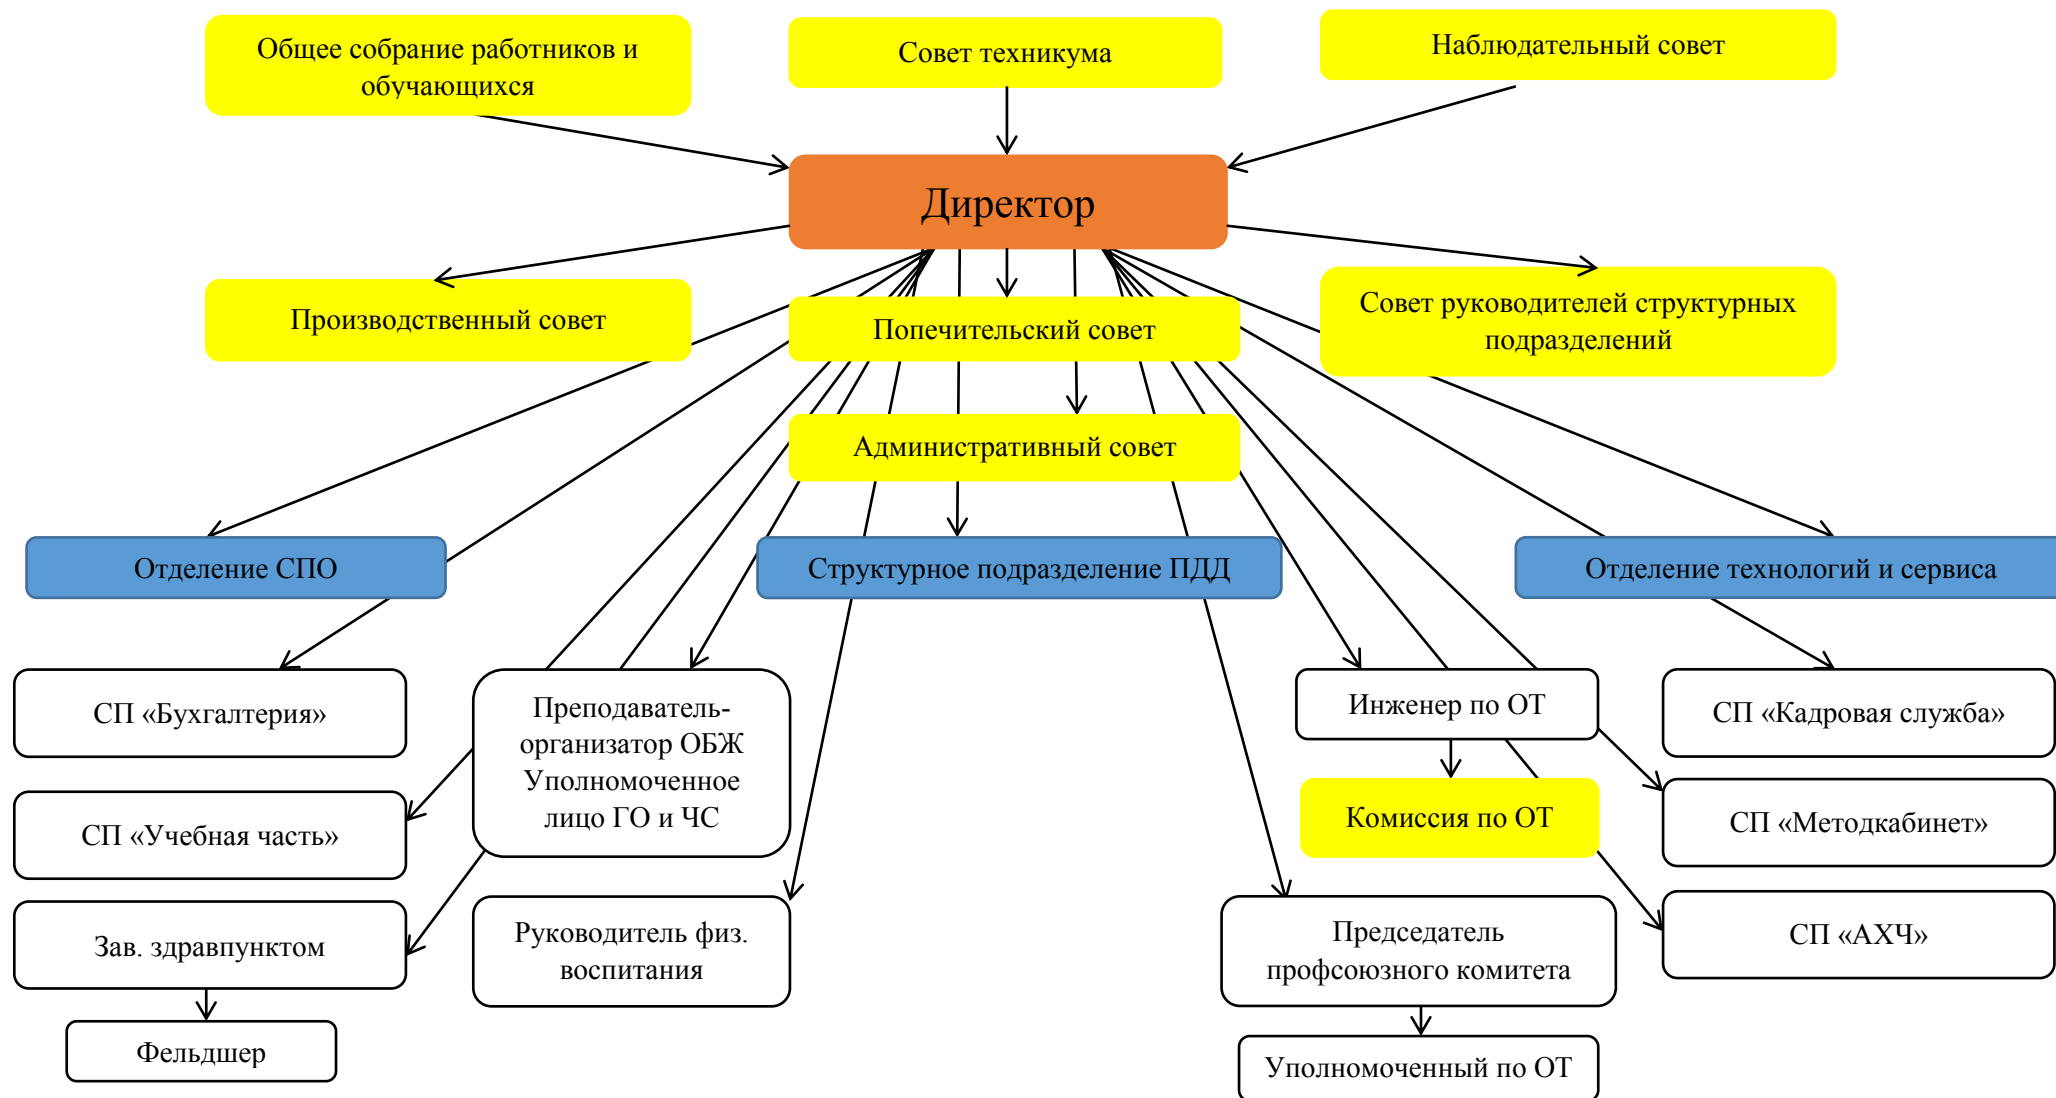 Общее собрание работников и
обучающихся
Совет техникума
Наблюдательный совет
Директор
Производственный совет
Попечительский совет
Совет руководителей структурных
подразделений
Административный совет
Отделение СПО
Структурное подразделение ПДД
Отделение технологий и сервиса
СП «Бухгалтерия»
Преподаватель-
организатор ОБЖ
Уполномоченное
лицо ГО и ЧС
Инженер по ОТ
СП «Кадровая служба»
СП «Учебная часть»
Комиссия по ОТ
СП «Методкабинет»
Зав. здравпунктом
Руководитель физ.
воспитания
Председатель
профсоюзного комитета
СП «АХЧ»
Фельдшер
Уполномоченный по ОТ